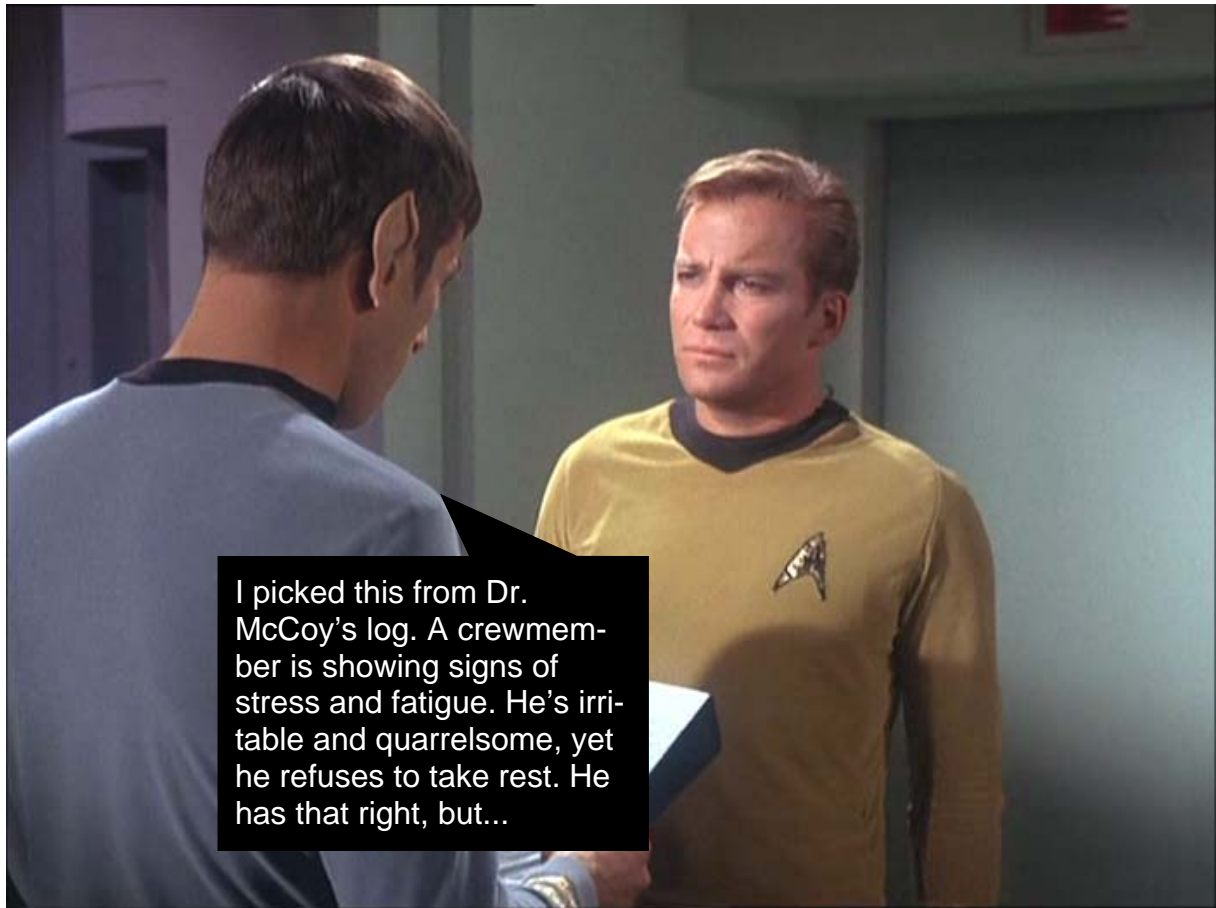 I picked this from Dr.
McCoy’s log. A crewmem-
ber is showing signs of
stress and fatigue. He’s irri-
table and quarrelsome, yet
he refuses to take rest. He
has that right, but...